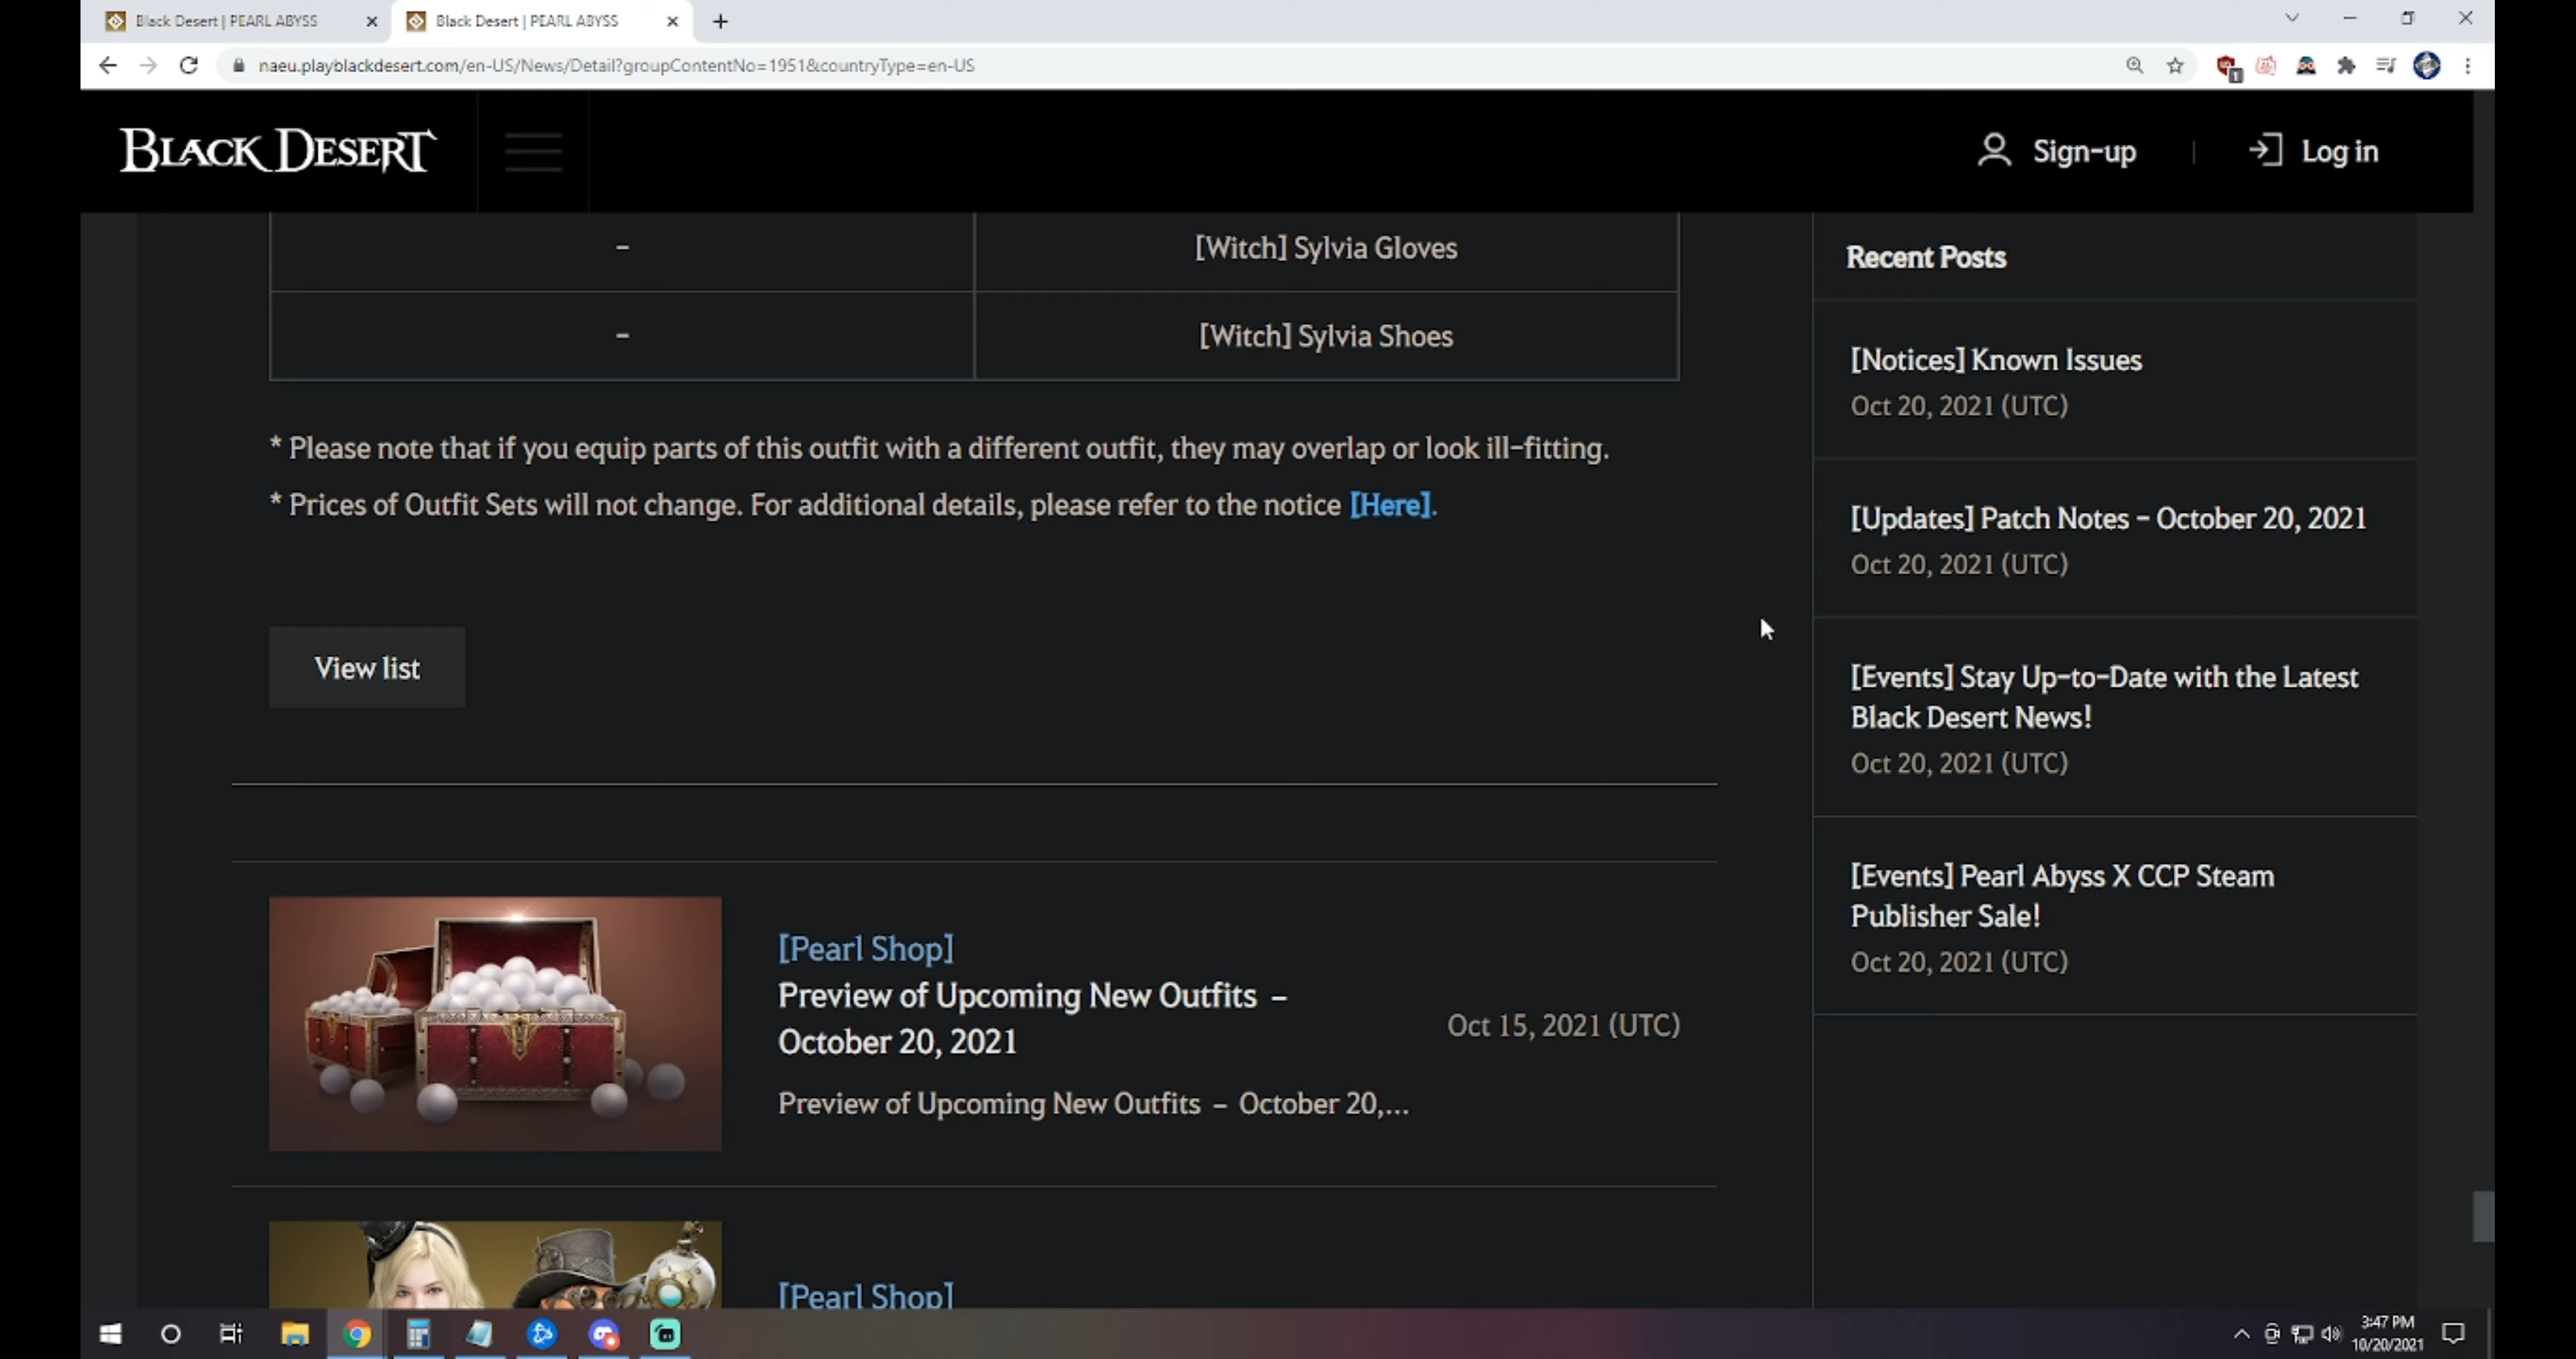 Black Desert | PEARL ABYSS
Black Desert | PEARL ABYSS
naeu.playblackdesert.com/en-US/News/Detail?groupContentNo=1951&countryType=en-US
1
BLACK DESERT
Sign-up
Log in
- [Witch] Sylvia Gloves
- [Witch] Sylvia Shoes
* Please note that if you equip parts of this outfit with a different outfit, they may overlap or look ill-fitting.
* Prices of Outfit Sets will not change. For additional details, please refer to the notice [Here].
View list
[Pearl Shop]
Preview of Upcoming New Outfits -
October 20, 2021
Oct 15, 2021 (UTC)
Preview of Upcoming New Outfits - October 20,...
[Pearl Shop]
Recent Posts
[Notices] Known Issues
Oct 20, 2021 (UTC)
[Updates] Patch Notes - October 20, 2021
Oct 20, 2021 (UTC)
[Events] Stay Up-to-Date with the Latest
Black Desert News!
Oct 20, 2021 (UTC)
[Events] Pearl Abyss X CCP Steam
Publisher Sale!
Oct 20, 2021 (UTC)
3:47 PM
10/20/2021